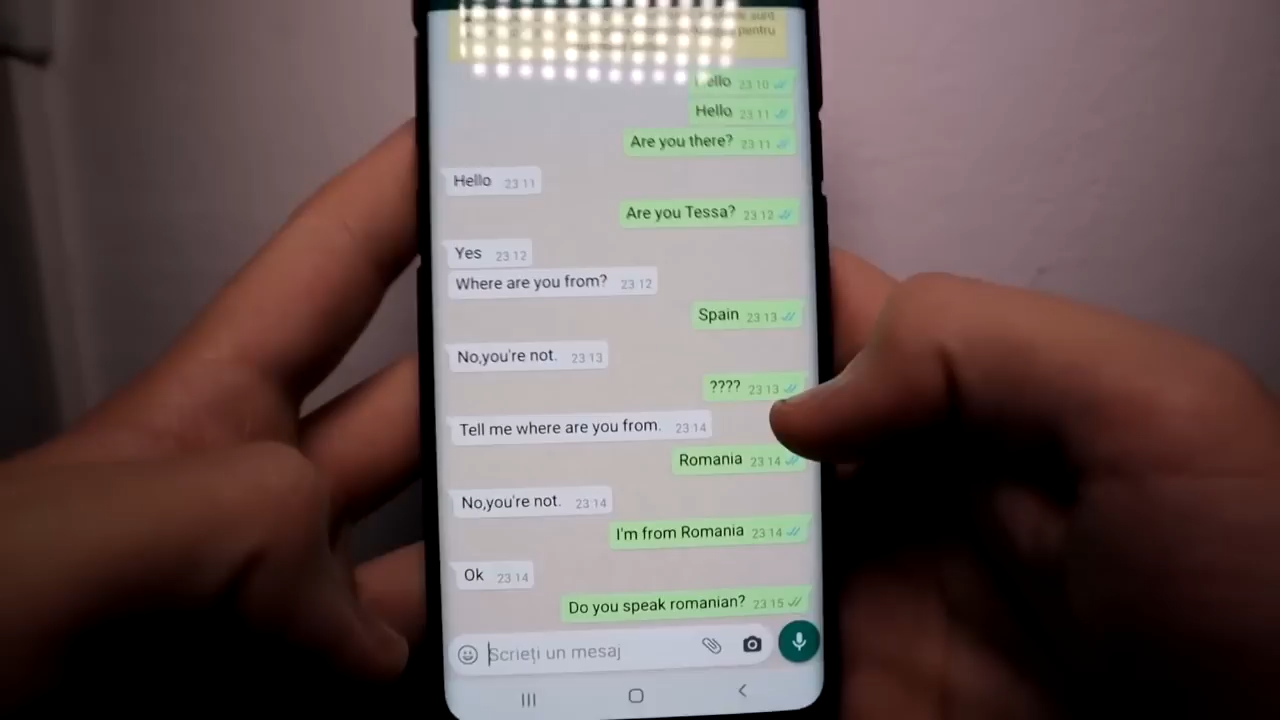 sunt
pentru
Hello 23 10
Hello 23 11
Are you there? 23 11
Hello 23 11
Are you Tessa? 23 12
Yes 23 12
Where are you from? 23 12
Spain 23 13
No,you're not. 23 13
???? 23 13
Tell me where are you from. 23 14
Romania 23 14
No,you're not. 23 14
I'm from Romania 23 14
Ok 23 14
Do you speak romanian? 23 15
Scrieți un mesaj